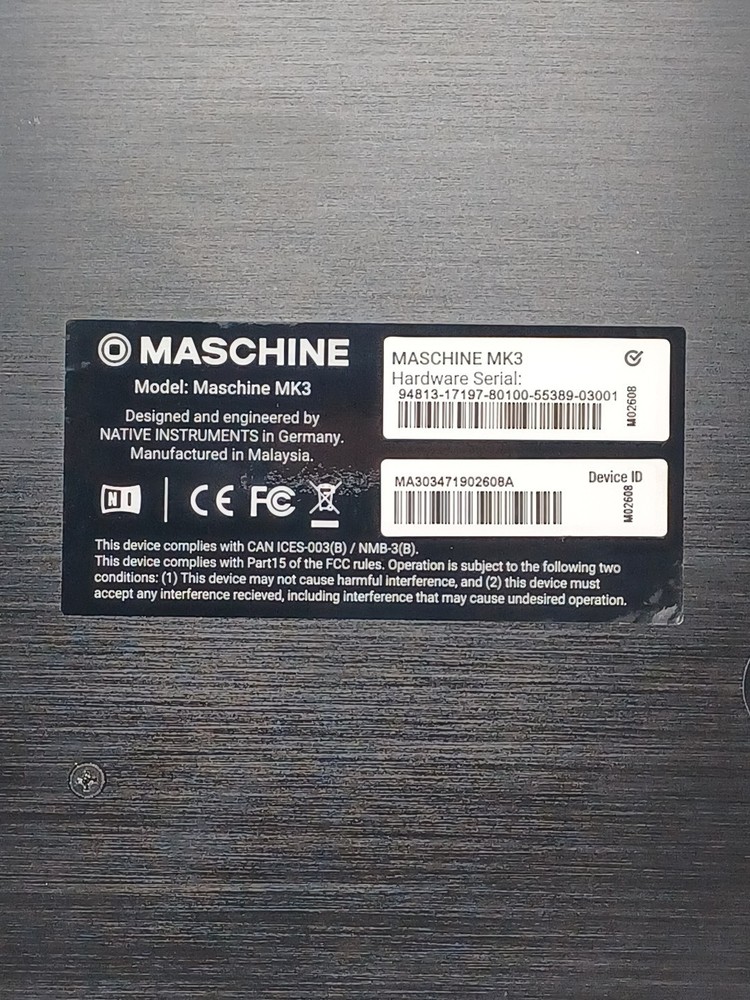 MASCHINE
Model: Maschine MK3
Designed and engineered by
NATIVE INSTRUMENTS in Germany.
Manufactured in Malaysia.
NI
CE FC
This device complies with CAN ICES-003(B) / NMB-3(B).
This device complies with Part15 of the FCC rules. Operation is subject to the following two
conditions: (1) This device may not cause harmful interference, and (2) this device must
accept any interference recieved, including interference that may cause undesired operation.
MASCHINE MK3
Hardware Serial:
94813-17197-80100-55389-03001
M02608
MA303471902608A
Device ID
M02608